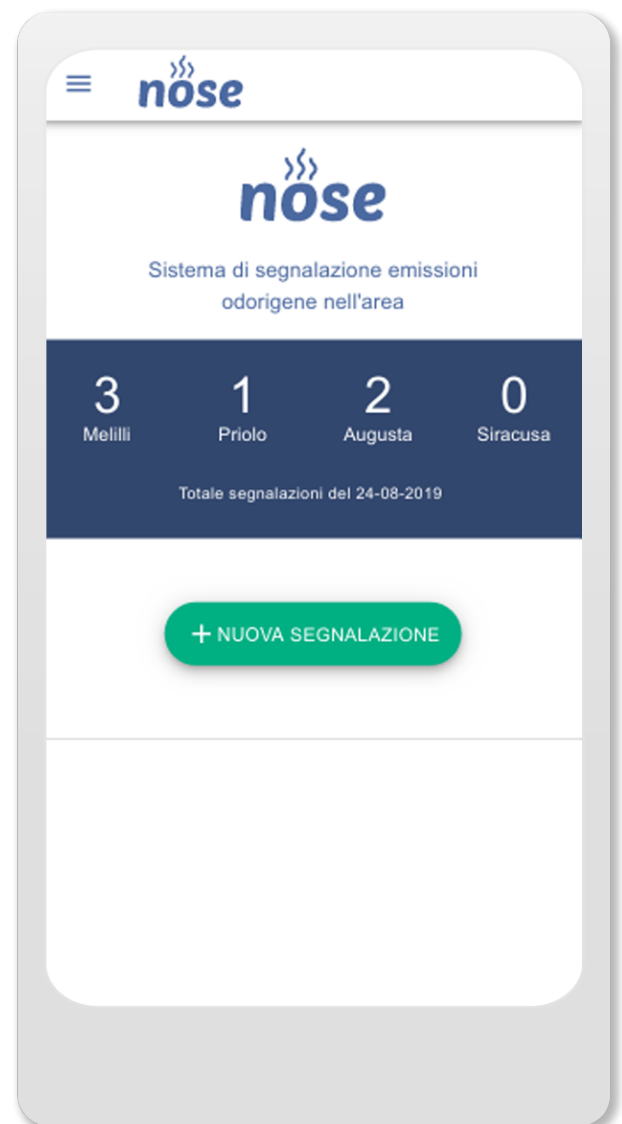 nose
nose
Sistema di segnalazione emissioni
odorigene nell'area
3 1 2 0
Melilli Priolo Augusta Siracusa
Totale segnalazioni del 24-08-2019
+ NUOVA SEGNALAZIONE